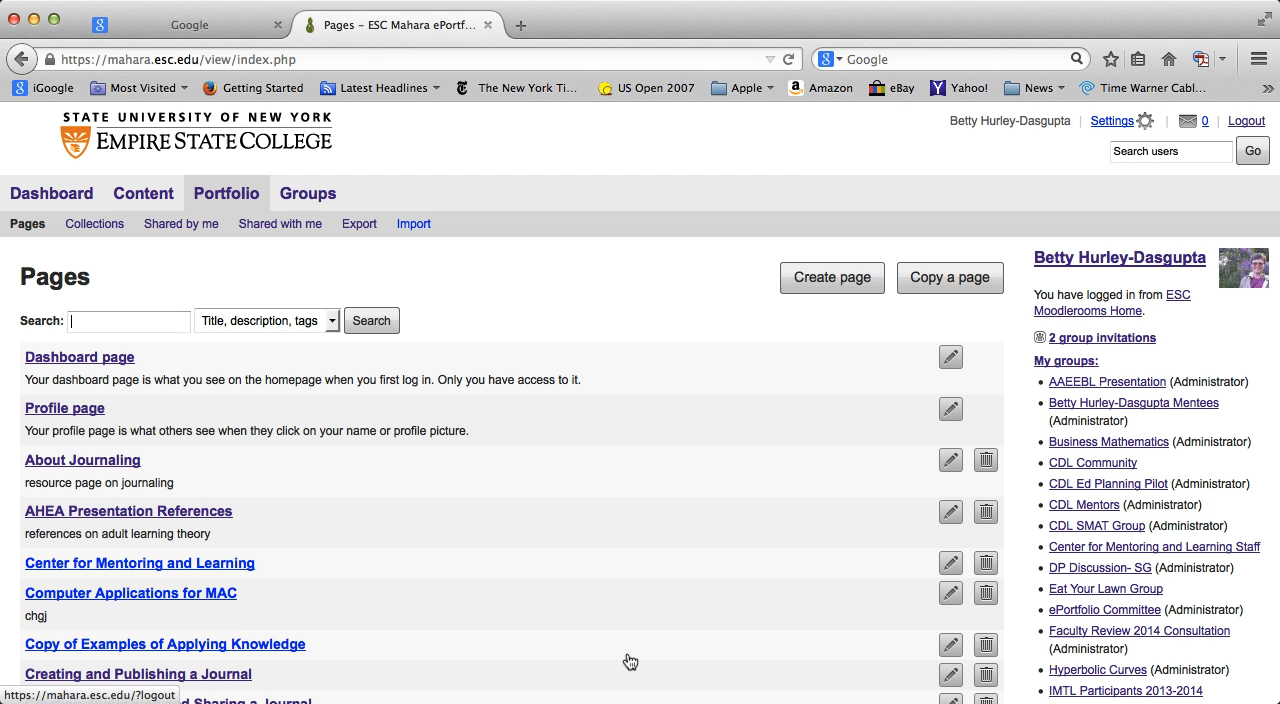 Google
Pages – ESC Mahara ePortf...
https://mahara.esc.edu/view/index.php
Google
iGoogle
Most Visited
Getting Started
Latest Headlines
The New York Ti...
US Open 2007
Apple
Amazon
eBay
Yahoo!
News
Time Warner Cabl...
STATE UNIVERSITY OF NEW YORK
EMPIRE STATE COLLEGE
Betty Hurley-Dasgupta
Settings
0
Logout
Search users
Go
Dashboard
Content
Portfolio
Groups
Pages
Collections
Shared by me
Shared with me
Export
Import
Pages
Create page
Copy a page
Search:
Title, description, tags
Search
Dashboard page
Your dashboard page is what you see on the homepage when you first log in. Only you have access to it.
Profile page
Your profile page is what others see when they click on your name or profile picture.
About Journaling
resource page on journaling
AHEA Presentation References
references on adult learning theory
Center for Mentoring and Learning
Computer Applications for MAC
chgj
Copy of Examples of Applying Knowledge
Creating and Publishing a Journal
d Sharing a Journal
https://mahara.esc.edu/?logout
Betty Hurley-Dasgupta
You have logged in from ESC
Moodlerooms Home.
2 group invitations
My groups:
AAEEBL Presentation (Administrator)
Betty Hurley-Dasgupta Mentees
(Administrator)
Business Mathematics (Administrator)
CDL Community
CDL Ed Planning Pilot (Administrator)
CDL Mentors (Administrator)
CDL SMAT Group (Administrator)
Center for Mentoring and Learning Staff
DP Discussion- SG (Administrator)
Eat Your Lawn Group
ePortfolio Committee (Administrator)
Faculty Review 2014 Consultation
(Administrator)
Hyperbolic Curves (Administrator)
IMTL Participants 2013-2014